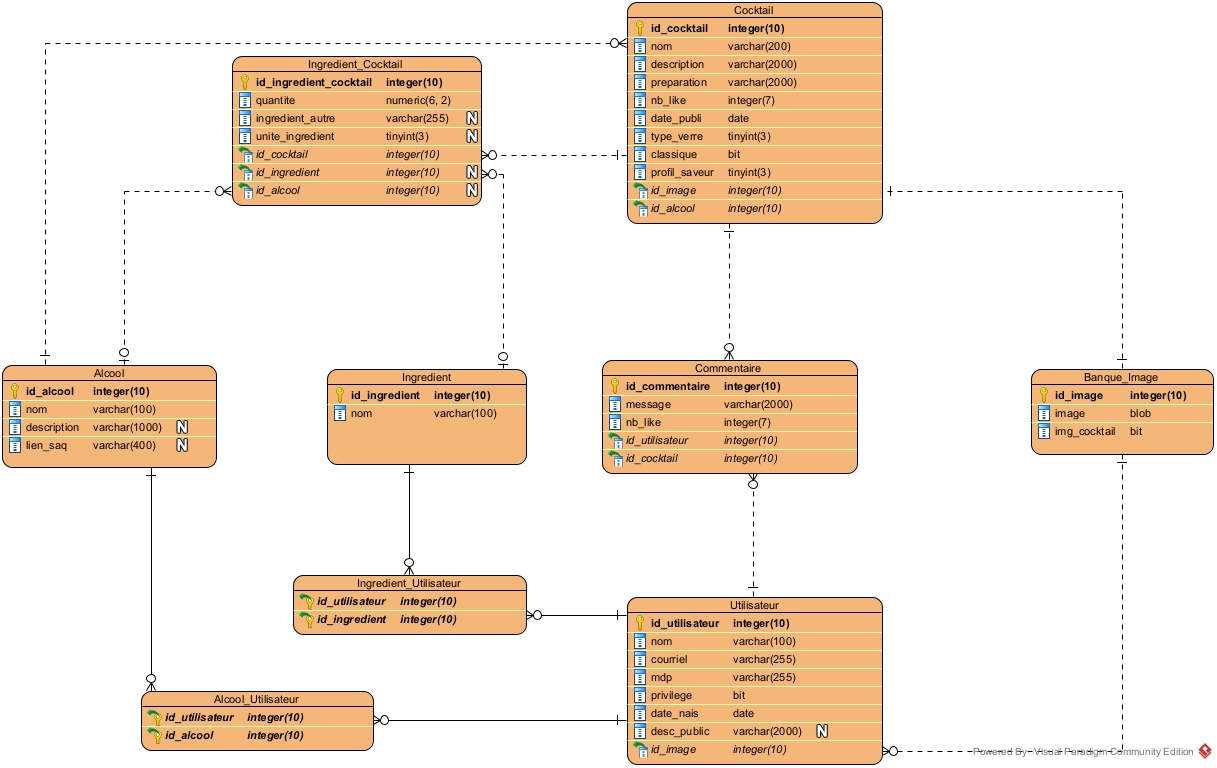 Cocktail
id_cocktail integer(10)
nom varchar(200)
description varchar(2000)
preparation varchar(2000)
nb_like integer(7)
date_publi date
type_verre tinyint(3)
classique bit
profil_saveur tinyint(3)
id_image integer(10)
id_alcool integer(10)
Ingredient_Cocktail
id_ingredient_cocktail integer(10)
quantite numeric(6, 2)
ingredient_autre varchar(255) N
unite_ingredient tinyint(3) N
id_cocktail integer(10)
id_ingredient integer(10) N
id_alcool integer(10) N
Alcool
id_alcool integer(10)
nom varchar(100)
description varchar(1000) N
lien_saq varchar(400) N
Ingredient
id_ingredient integer(10)
nom varchar(100)
Commentaire
id_commentaire integer(10)
message varchar(2000)
nb_like integer(7)
id_utilisateur integer(10)
id_cocktail integer(10)
Banque_Image
id_image integer(10)
image blob
img_cocktail bit
Ingredient_Utilisateur
id_utilisateur integer(10)
id_ingredient integer(10)
Utilisateur
id_utilisateur integer(10)
nom varchar(100)
courriel varchar(255)
mdp varchar(255)
privilege bit
date_nais date
desc_public varchar(2000) N
id_image integer(10)
Alcool_Utilisateur
id_utilisateur integer(10)
id_alcool integer(10)
Powered By Visual Paradigm Community Edition